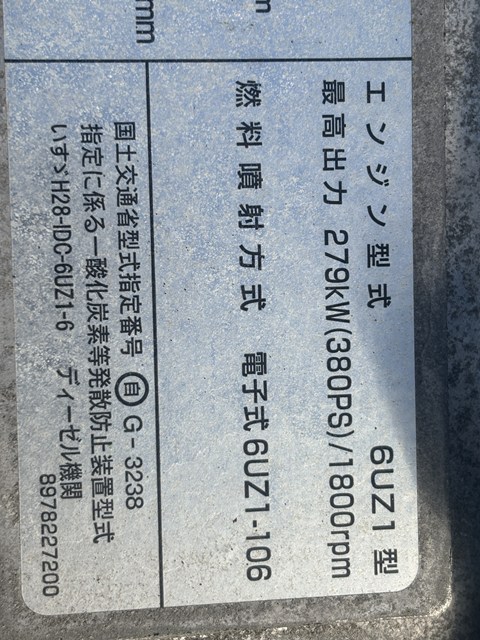 エンジン型式 6UZ1型
最高出力 279kW(380PS)/1800rpm
燃料噴射方式 電子式6UZ1-106
mm
m
国土交通省型式指定番号 自 G-3238
指定に係る一酸化炭素等発散防止装置型式
いすゞH28-IDC-6UZ1-6 ディーゼル機関
8978227200